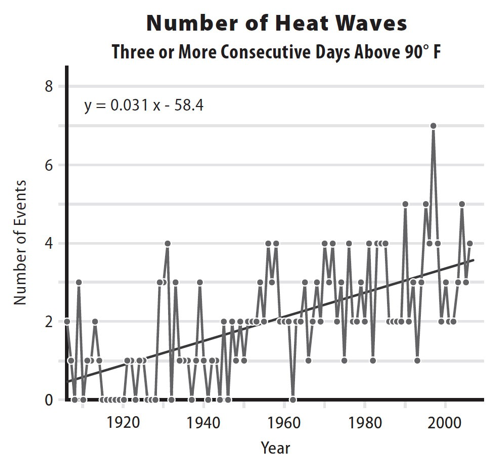 Number of Heat Waves
Three or More Consecutive Days Above 90° F
y = 0.031 x - 58.4
8
6
4
2
0
Number of Events
1920 1940 1960 1980 2000
Year